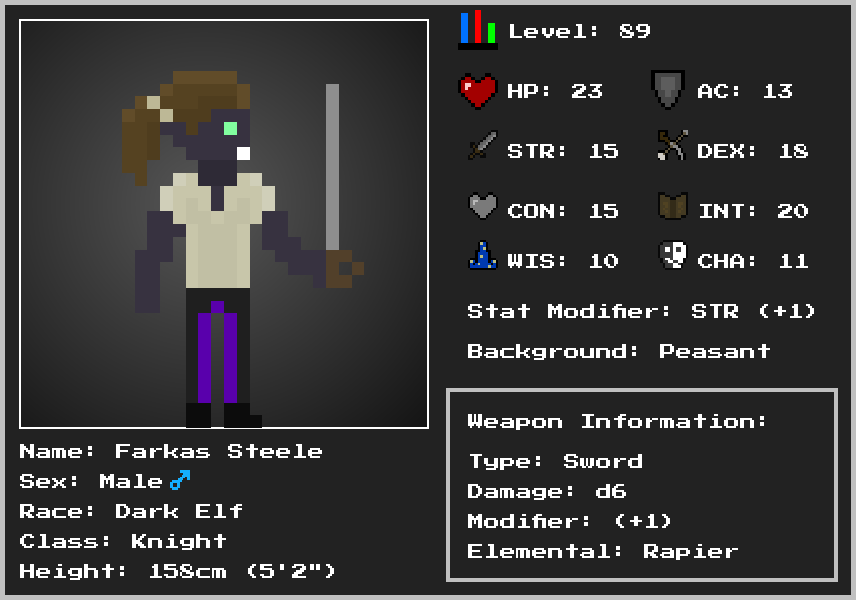 Level: 89
HP: 23 AC: 13
STR: 15 DEX: 18
CON: 15 INT: 20
WIS: 10 CHA: 11
Stat Modifier: STR (+1)
Background: Peasant
Weapon Information:
Type: Sword
Damage: d6
Modifier: (+1)
Elemental: Rapier
Name: Farkas Steele
Sex: Male♂
Race: Dark Elf
Class: Knight
Height: 158cm (5'2")